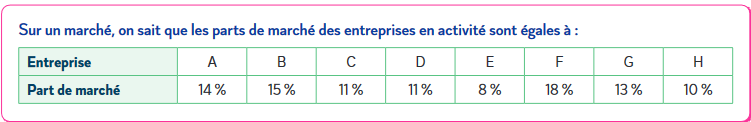 Sur un marché, on sait que les parts de marché des entreprises en activité sont égales à :
Entreprise A B C D E F G H
Part de marché 14 % 15 % 11 % 11 % 8 % 18 % 13 % 10 %